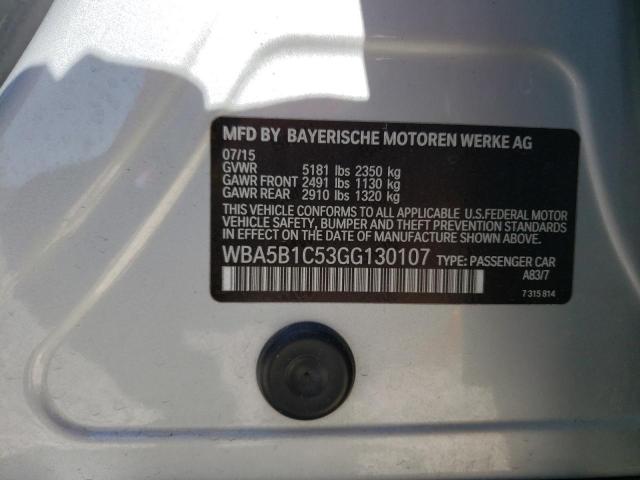 MFD BY BAYERISCHE MOTOREN WERKE AG
07/15
GVWR 5181 lbs 2350 kg
GAWR FRONT 2491 lbs 1130 kg
GAWR REAR 2910 lbs 1320 kg
THIS VEHICLE CONFORMS TO ALL APPLICABLE U.S.FEDERAL MOTOR
VEHICLE SAFETY, BUMPER AND THEFT PREVENTION STANDARDS
IN EFFECT ON THE DATE OF MANUFACTURE SHOWN ABOVE.
WBA5B1C53GG130107 TYPE: PASSENGER CAR
A83/7
7 315 814